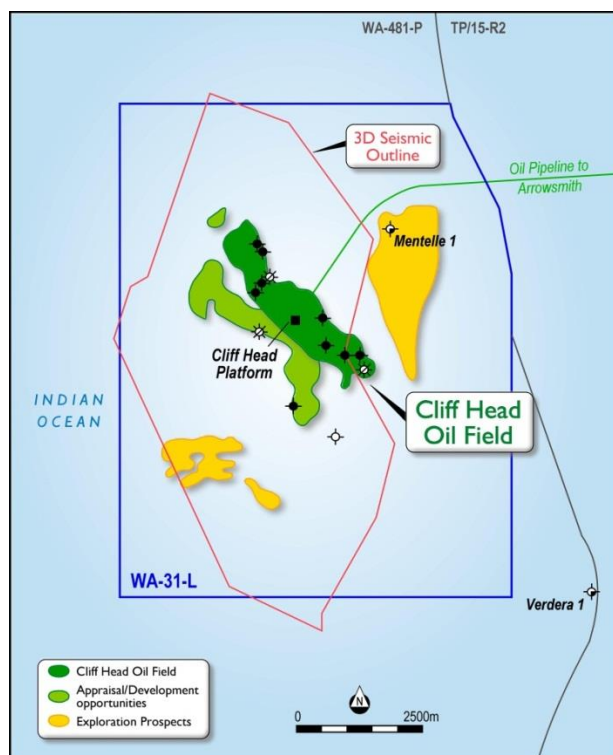 WA-481-P
TP/15-R2
3D Seismic
Outline
Oil Pipeline to
Arrowsmith
Mentelle 1
Cliff Head
Platform
Cliff Head
Oil Field
INDIAN
OCEAN
WA-31-L
Verdera 1
Cliff Head Oil Field
Appraisal/Development
opportunities
Exploration Prospects
N
0
2500m